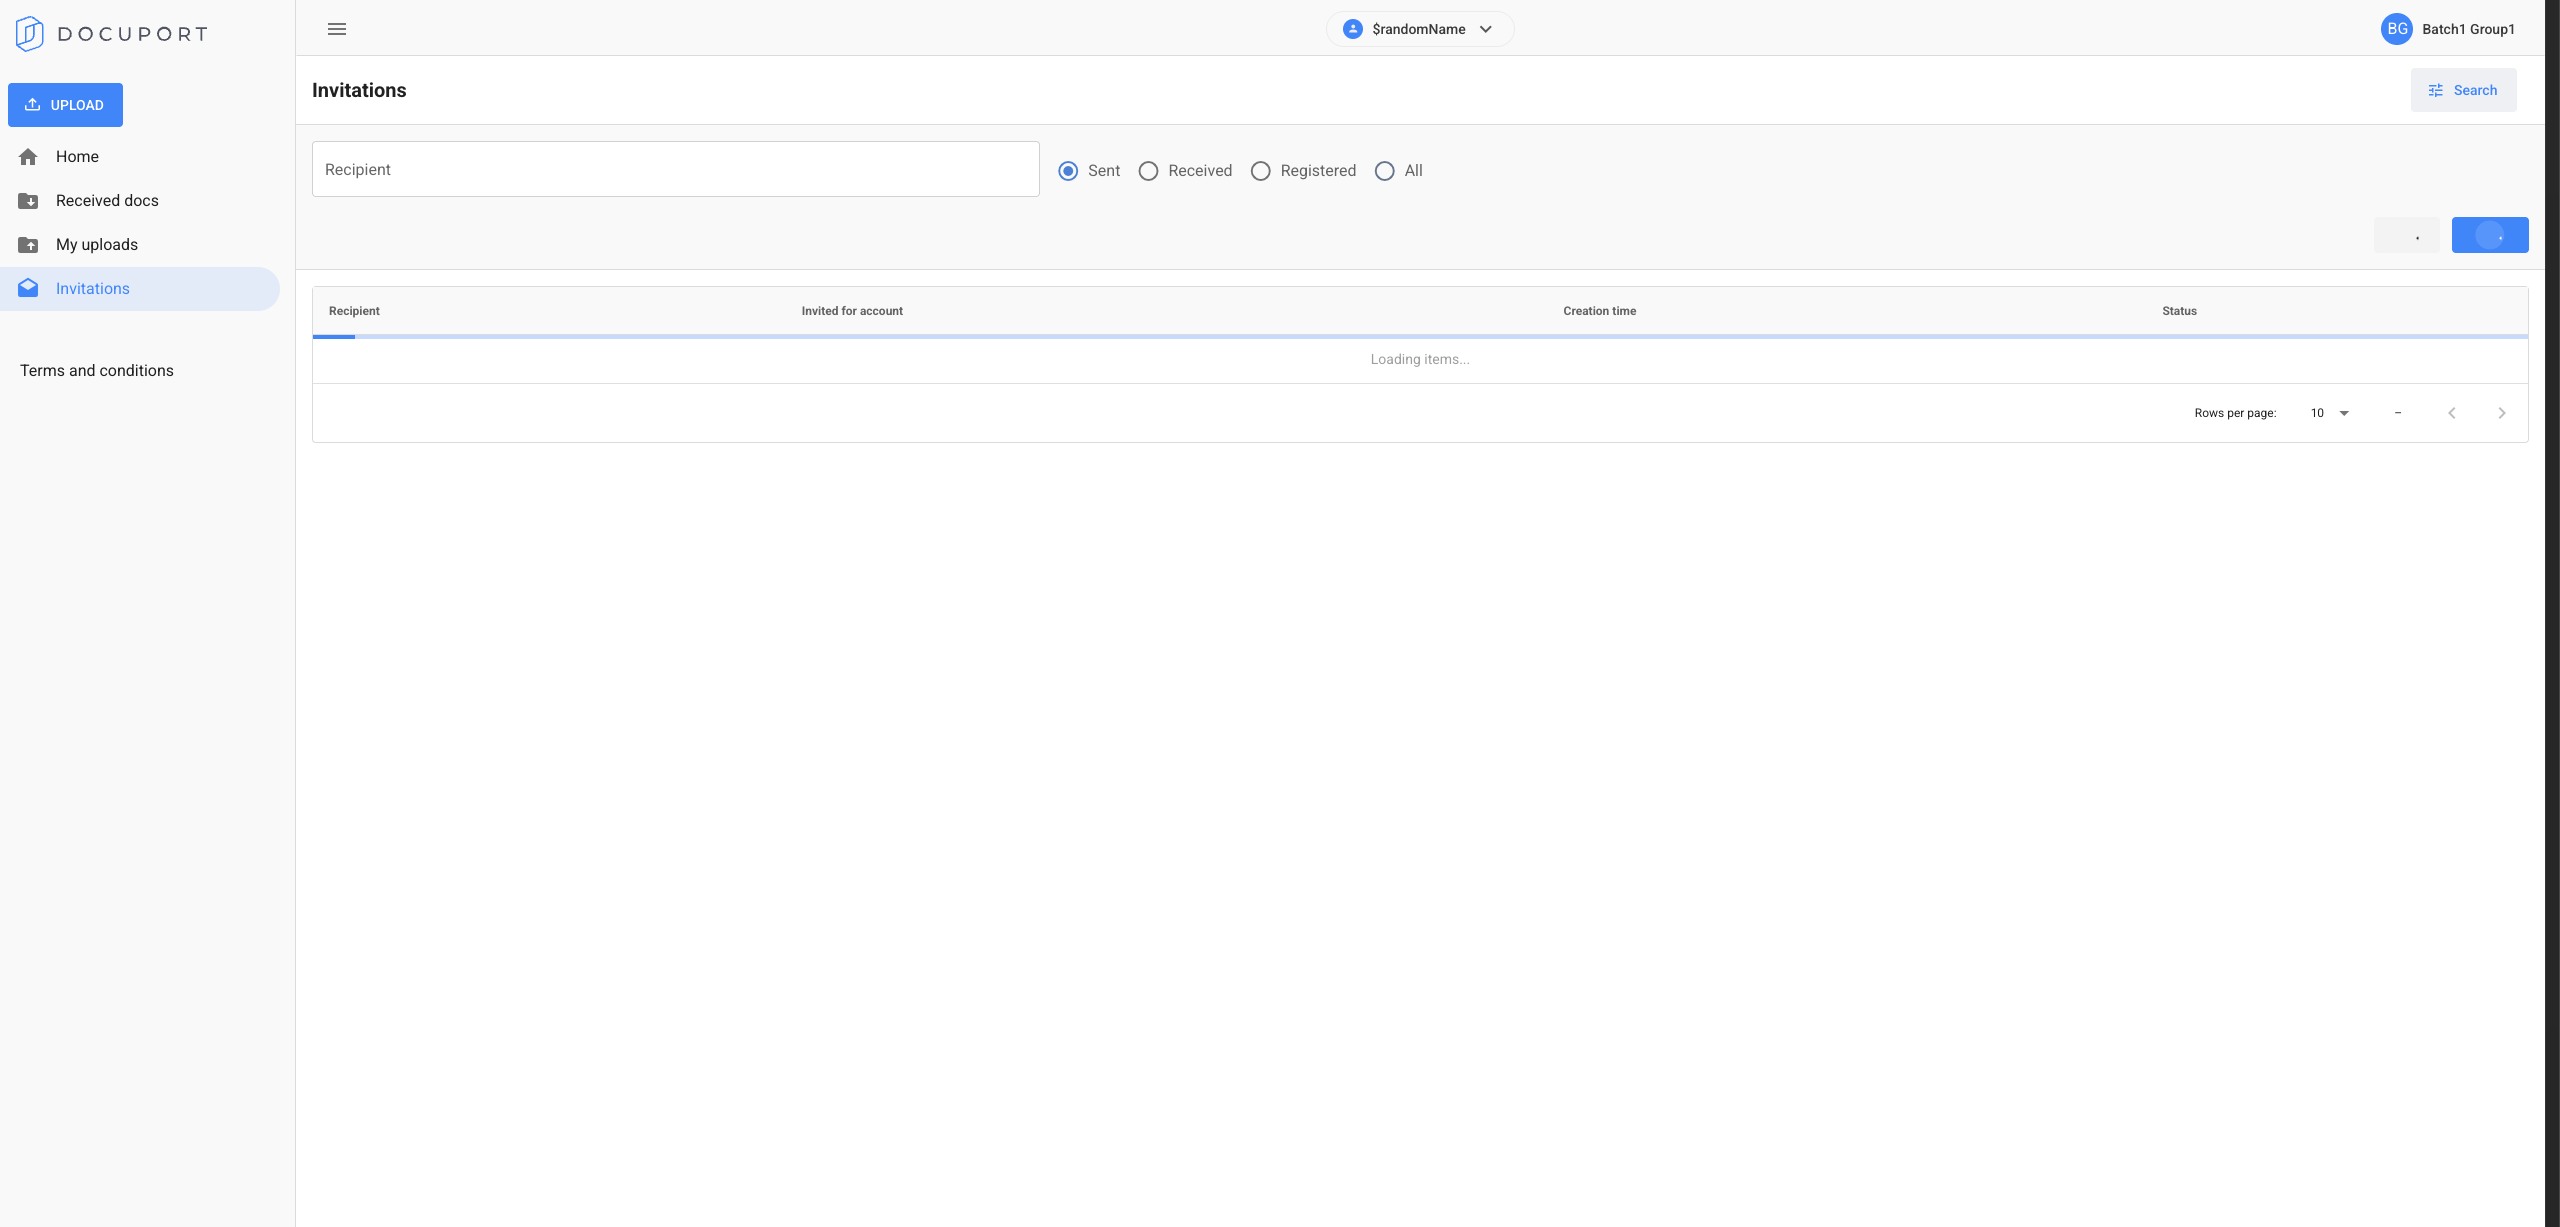 DOCUPORT
$randomName
BG Batch1 Group1
UPLOAD
Home
Received docs
My uploads
Invitations
Terms and conditions
Invitations
Search
Recipient
Sent Received Registered All
Recipient Invited for account Creation time Status
Loading items...
Rows per page: 10 –